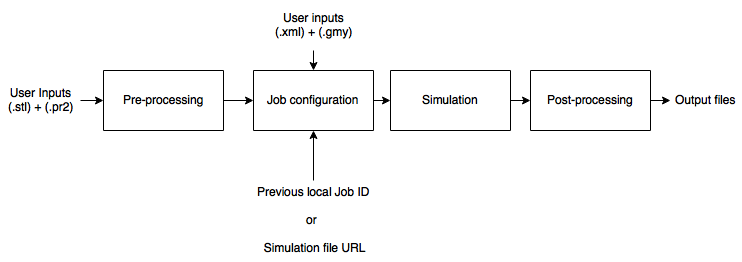 User inputs
(.xml) + (.gmy)
User Inputs
(.stl) + (.pr2)
Pre-processing
Job configuration
Simulation
Post-processing
Output files
Previous local Job ID
or
Simulation file URL